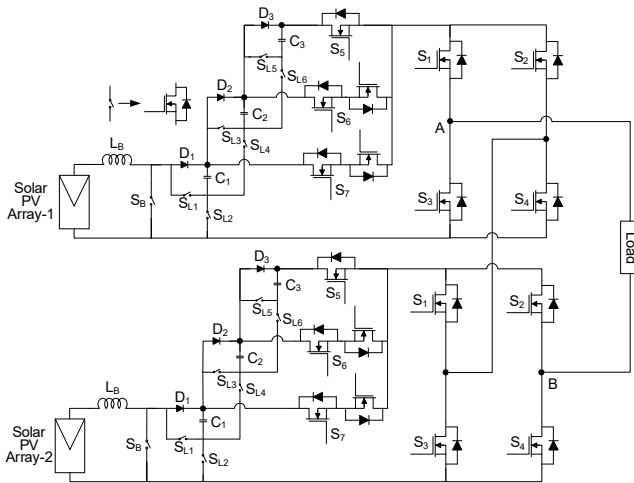 D3
C3
S5
S1
S2
SL5
SL6
D2
C2
S6
A
SL3
SL4
LB
D1
C1
S7
Solar
PV
Array-1
SB
SL1
SL2
S3
S4
Load
D3
C3
S5
SL5
SL6
S1
S2
D2
C2
S6
SL3
SL4
B
LB
D1
C1
S7
Solar
PV
Array-2
SB
SL1
SL2
S3
S4